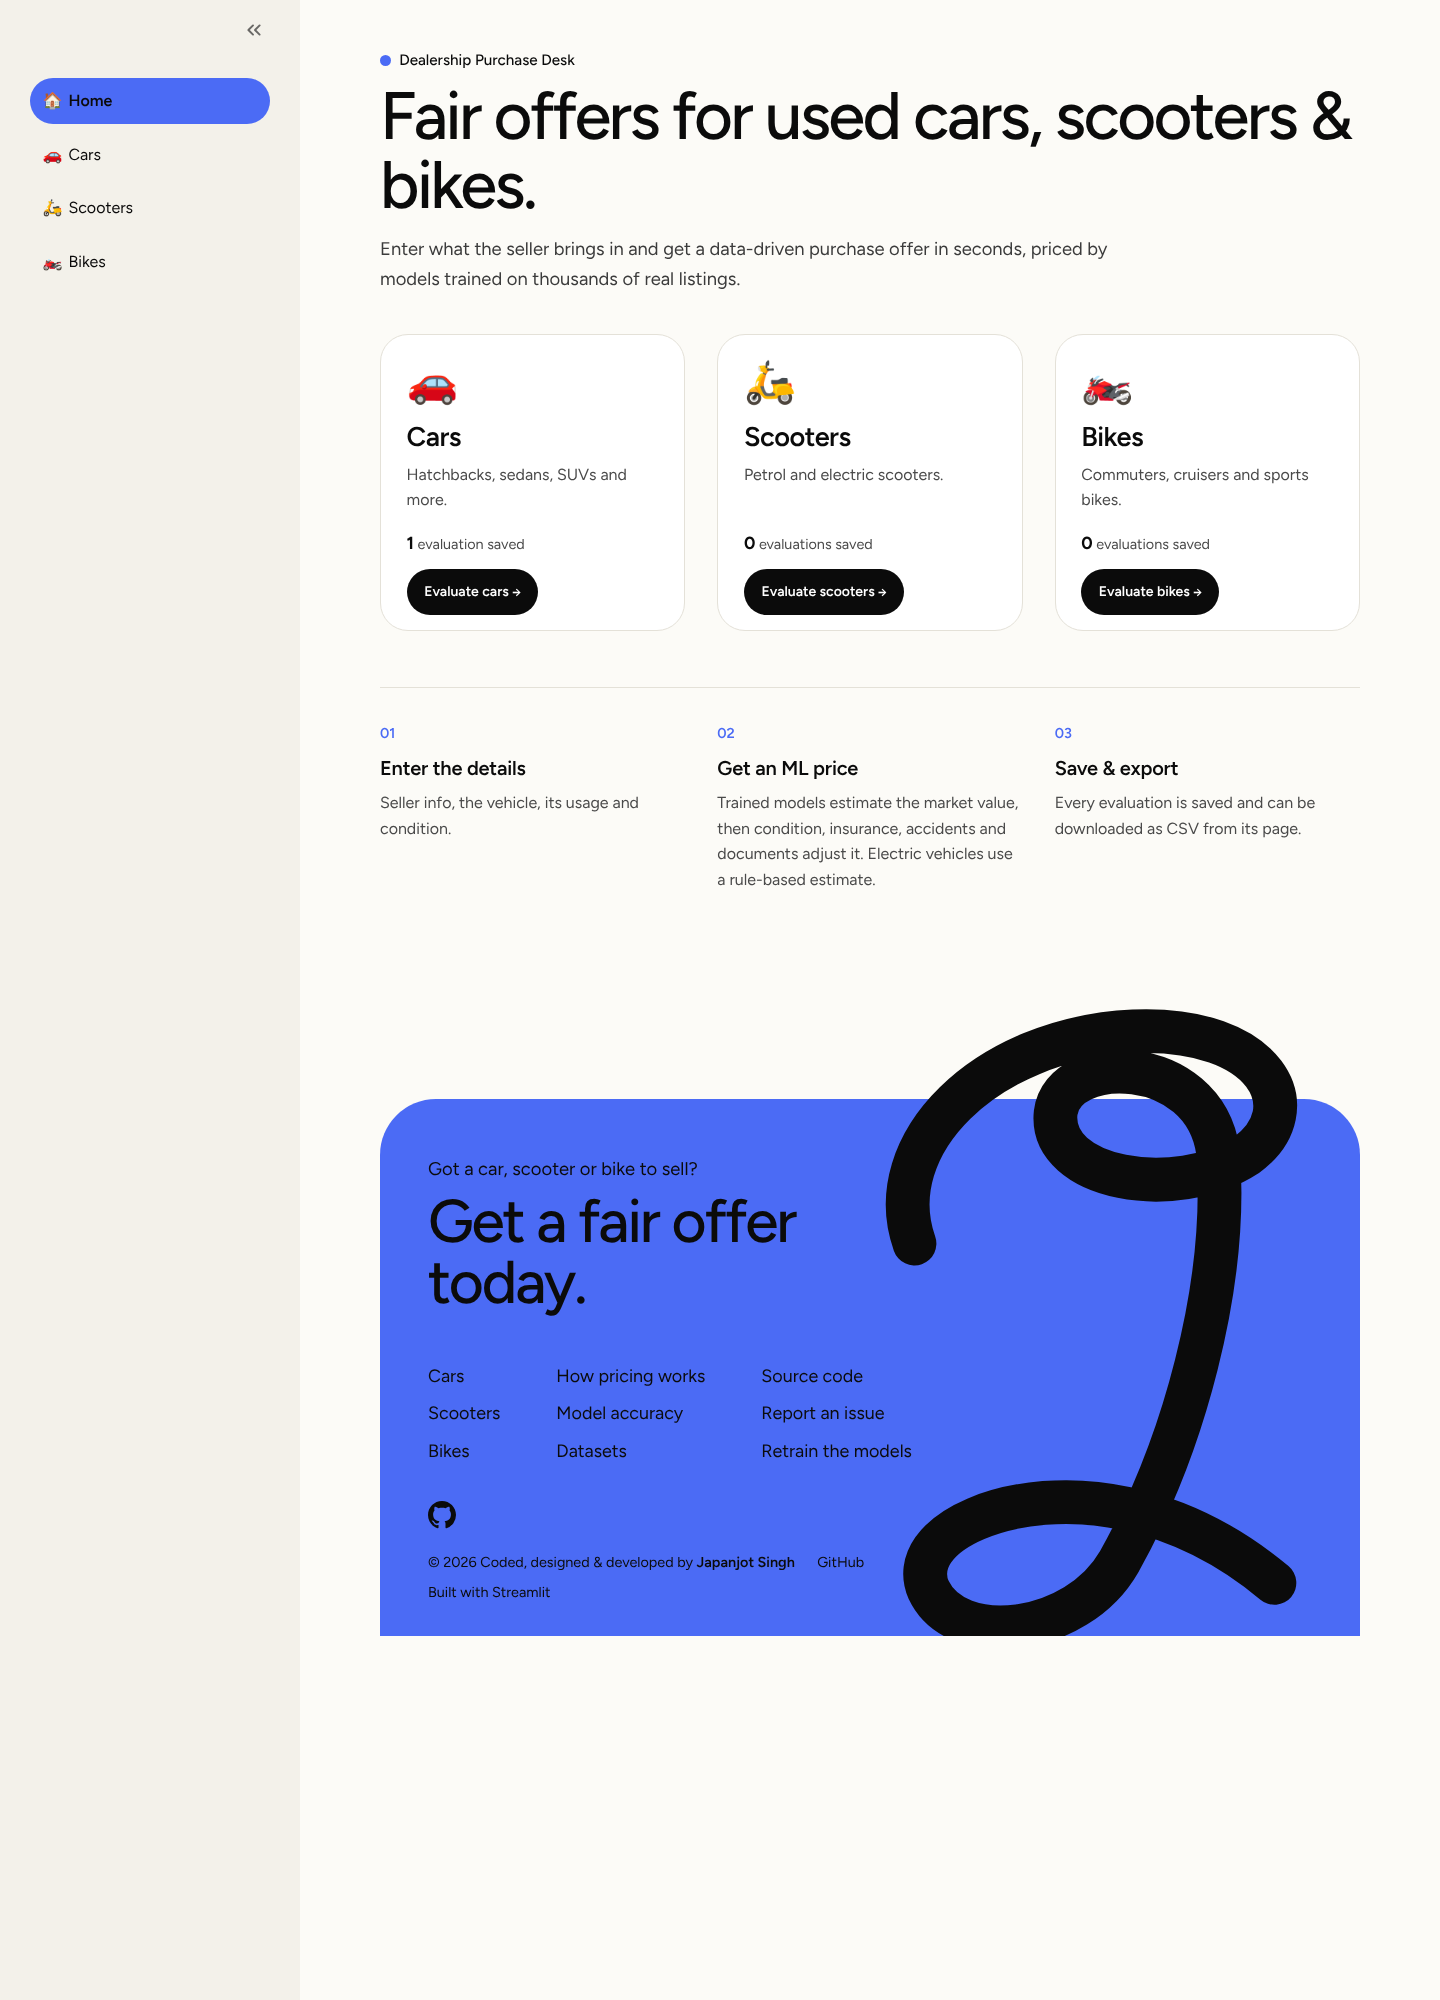 Home
Cars
Scooters
Bikes
Dealership Purchase Desk
Fair offers for used cars, scooters &
bikes.
Enter what the seller brings in and get a data-driven purchase offer in seconds, priced by
models trained on thousands of real listings.
Cars
Hatchbacks, sedans, SUVs and
more.
1 evaluation saved
Evaluate cars →
Scooters
Petrol and electric scooters.
0 evaluations saved
Evaluate scooters →
Bikes
Commuters, cruisers and sports
bikes.
0 evaluations saved
Evaluate bikes →
01
Enter the details
Seller info, the vehicle, its usage and
condition.
02
Get an ML price
Trained models estimate the market value,
then condition, insurance, accidents and
documents adjust it. Electric vehicles use
a rule-based estimate.
03
Save & export
Every evaluation is saved and can be
downloaded as CSV from its page.
Got a car, scooter or bike to sell?
Get a fair offer
today.
Cars
Scooters
Bikes
How pricing works
Model accuracy
Datasets
Source code
Report an issue
Retrain the models
© 2026 Coded, designed & developed by Japanjot Singh GitHub
Built with Streamlit